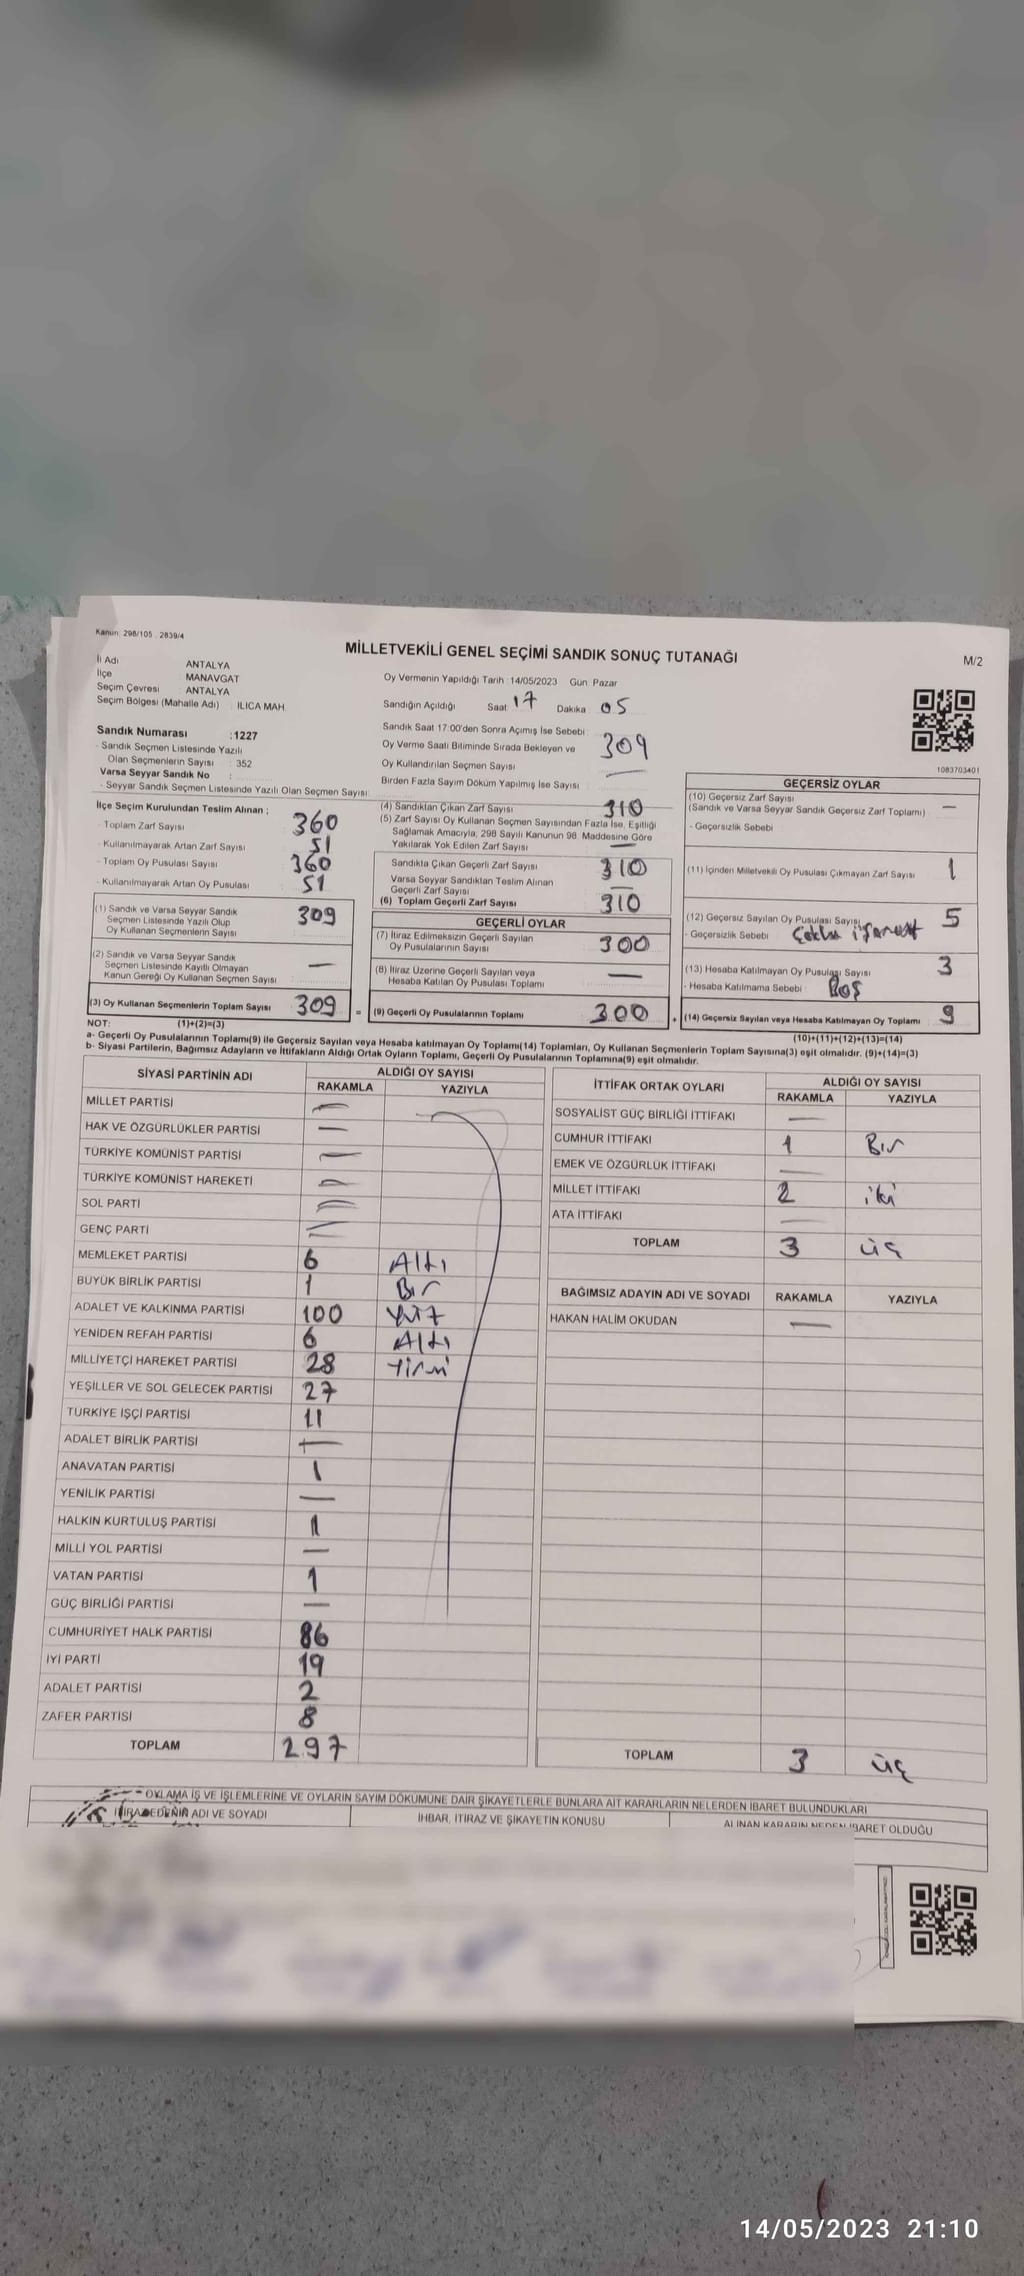 Kanun: 298/105 . 2839/4
MİLLETVEKİLİ GENEL SEÇİMİ SANDIK SONUÇ TUTANAĞI
M/2
İl Adı ANTALYA
İlçe MANAVGAT
Seçim Çevresi ANTALYA
Seçim Bölgesi (Mahalle Adı) : ILICA MAH.
Oy Vermenin Yapıldığı Tarih :14/05/2023 Gün: Pazar
Sandığın Açıldığı Saat 17 Dakika : 05
Sandık Saat 17:00'den Sonra Açımış İse Sebebi
Oy Verme Saati Bitiminde Sırada Bekleyen ve 309
Oy Kullandırılan Seçmen Sayısı
Birden Fazla Sayım Döküm Yapılmış İse Sayısı —
Sandık Numarası :1227
- Sandık Seçmen Listesinde Yazılı
Olan Seçmenlerin Sayısı : 352
Varsa Seyyar Sandık No :
- Seyyar Sandık Seçmen Listesinde Yazılı Olan Seçmen Sayısı:
1083703401
İlçe Seçim Kurulundan Teslim Alınan ;
- Toplam Zarf Sayısı 360
- Kullanılmayarak Artan Zarf Sayısı 51
- Toplam Oy Pusulası Sayısı 360
- Kullanılmayarak Artan Oy Pusulası 51
(1) Sandık ve Varsa Seyyar Sandık
Seçmen Listesinde Yazılı Olup
Oy Kullanan Seçmenlerin Sayısı 309
(2) Sandık ve Varsa Seyyar Sandık
Seçmen Listesinde Kayıtlı Olmayan
Kanun Gereği Oy Kullanan Seçmen Sayısı —
(3) Oy Kullanan Seçmenlerin Toplam Sayısı 309 =
(4) Sandıktan Çıkan Zarf Sayısı 310
(5) Zarf Sayısı Oy Kullanan Seçmen Sayısından Fazla İse, Eşitliği
Sağlamak Amacıyla, 298 Sayılı Kanunun 98. Maddesine Göre
Yakılarak Yok Edilen Zarf Sayısı —
Sandıkta Çıkan Geçerli Zarf Sayısı 310
Varsa Seyyar Sandıktan Teslim Alınan
Geçerli Zarf Sayısı —
(6) Toplam Geçerli Zarf Sayısı 310
GEÇERLİ OYLAR
(7) İtiraz Edilmeksizin Geçerli Sayılan
Oy Pusulalarının Sayısı 300
(8) İtiraz Üzerine Geçerli Sayılan veya
Hesaba Katılan Oy Pusulası Toplamı —
(9) Geçerli Oy Pusulalarının Toplamı 300 +
GEÇERSİZ OYLAR
(10) Geçersiz Zarf Sayısı
(Sandık ve Varsa Seyyar Sandık Geçersiz Zarf Toplamı) —
- Geçersizlik Sebebi
(11) İçinden Milletvekili Oy Pusulası Çıkmayan Zarf Sayısı 1
(12) Geçersiz Sayılan Oy Pusulası Sayısı 5
- Geçersizlik Sebebi
(13) Hesaba Katılmayan Oy Pusulası Sayısı 3
- Hesaba Katılmama Sebebi : Boş
(14) Geçersiz Sayılan veya Hesaba Katılmayan Oy Toplamı 9
NOT: (1)+(2)=(3) (10)+(11)+(12)+(13)=(14)
a- Geçerli Oy Pusulalarının Toplamı(9) ile Geçersiz Sayılan veya Hesaba katılmayan Oy Toplamı(14) Toplamları, Oy Kullanan Seçmenlerin Toplam Sayısına(3) eşit olmalıdır. (9)+(14)=(3)
b- Siyasi Partilerin, Bağımsız Adayların ve İttifakların Aldığı Ortak Oyların Toplamı, Geçerli Oy Pusulalarının Toplamına(9) eşit olmalıdır.
SİYASİ PARTİNİN ADI ALDIĞI OY SAYISI
RAKAMLA YAZIYLA
MİLLET PARTİSİ —
HAK VE ÖZGÜRLÜKLER PARTİSİ —
TÜRKİYE KOMÜNİST PARTİSİ —
TÜRKİYE KOMÜNİST HAREKETİ —
SOL PARTİ —
GENÇ PARTİ —
MEMLEKET PARTİSİ 6 Altı
BÜYÜK BİRLİK PARTİSİ 1 Bir
ADALET VE KALKINMA PARTİSİ 100 Yüz
YENİDEN REFAH PARTİSİ 6 Altı
MİLLİYETÇİ HAREKET PARTİSİ 28 Yirmi
YEŞİLLER VE SOL GELECEK PARTİSİ 27
TÜRKİYE İŞÇİ PARTİSİ 11
ADALET BİRLİK PARTİSİ —
ANAVATAN PARTİSİ 1
YENİLİK PARTİSİ —
HALKIN KURTULUŞ PARTİSİ 1
MİLLİ YOL PARTİSİ —
VATAN PARTİSİ 1
GÜÇ BİRLİĞİ PARTİSİ —
CUMHURİYET HALK PARTİSİ 86
İYİ PARTİ 19
ADALET PARTİSİ 2
ZAFER PARTİSİ 8
TOPLAM 297
İTTİFAK ORTAK OYLARI ALDIĞI OY SAYISI
RAKAMLA YAZIYLA
SOSYALİST GÜÇ BİRLİĞİ İTTİFAKI —
CUMHUR İTTİFAKI 1 Bir
EMEK VE ÖZGÜRLÜK İTTİFAKI —
MİLLET İTTİFAKI 2 iki
ATA İTTİFAKI —
TOPLAM 3 üç
BAĞIMSIZ ADAYIN ADI VE SOYADI RAKAMLA YAZIYLA
HAKAN HALİM OKUDAN —
TOPLAM 3 üç
OYLAMA İŞ VE İŞLEMLERİNE VE OYLARIN SAYIM DÖKÜMÜNE DAİR ŞİKAYETLERLE BUNLARA AİT KARARLARIN NELERDEN İBARET BULUNDUKLARI
İTİRAZ EDENİN ADI VE SOYADI İHBAR, İTİRAZ VE ŞİKAYETİN KONUSU ALINAN KARARIN NEDEN İBARET OLDUĞU
14/05/2023 21:10